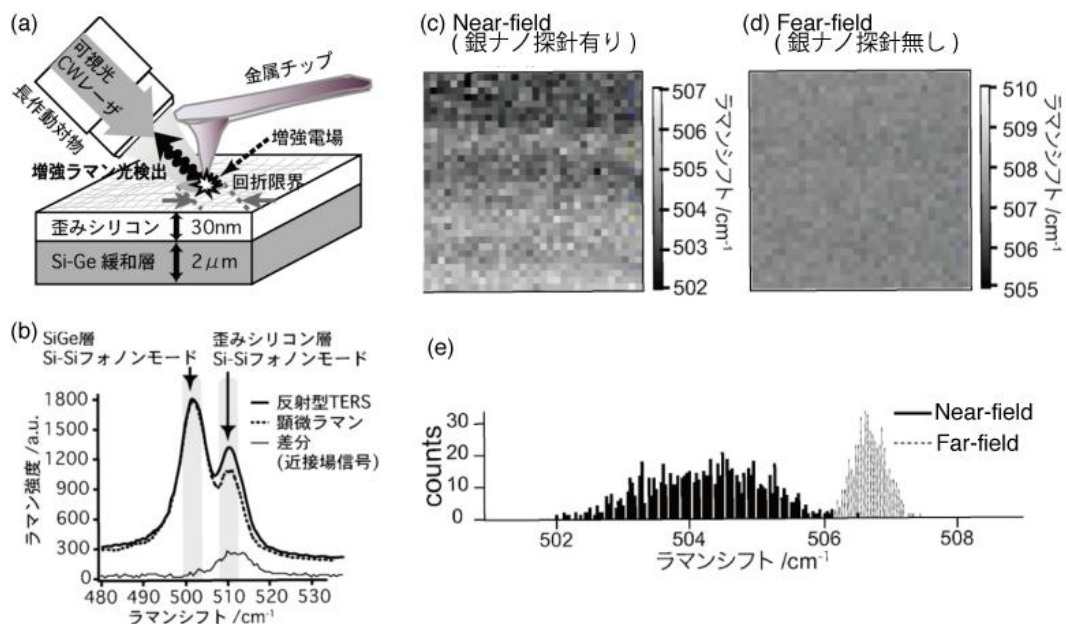 (a)
可視光
CWレーザ
長作動対物
金属チップ
増強電場
増強ラマン光検出
回折限界
歪みシリコン
30nm
Si-Ge 緩和層
2μm
(c) Near-field
( 銀ナノ探針有り )
507
506
505
504
503
502
ラマンシフト /cm⁻¹
(d) Fear-field
( 銀ナノ探針無し )
510
509
508
507
506
505
ラマンシフト /cm⁻¹
(b)
SiGe層
Si-Siフォノンモード
歪みシリコン層
Si-Siフォノンモード
反射型TERS
顕微ラマン
差分
(近接場信号)
ラマン強度 /a.u.
1800
1500
1200
900
600
300
0
480 490 500 510 520 530
ラマンシフト /cm⁻¹
(e)
Near-field
Far-field
counts
30
20
10
0
502 504 506 508
ラマンシフト /cm⁻¹